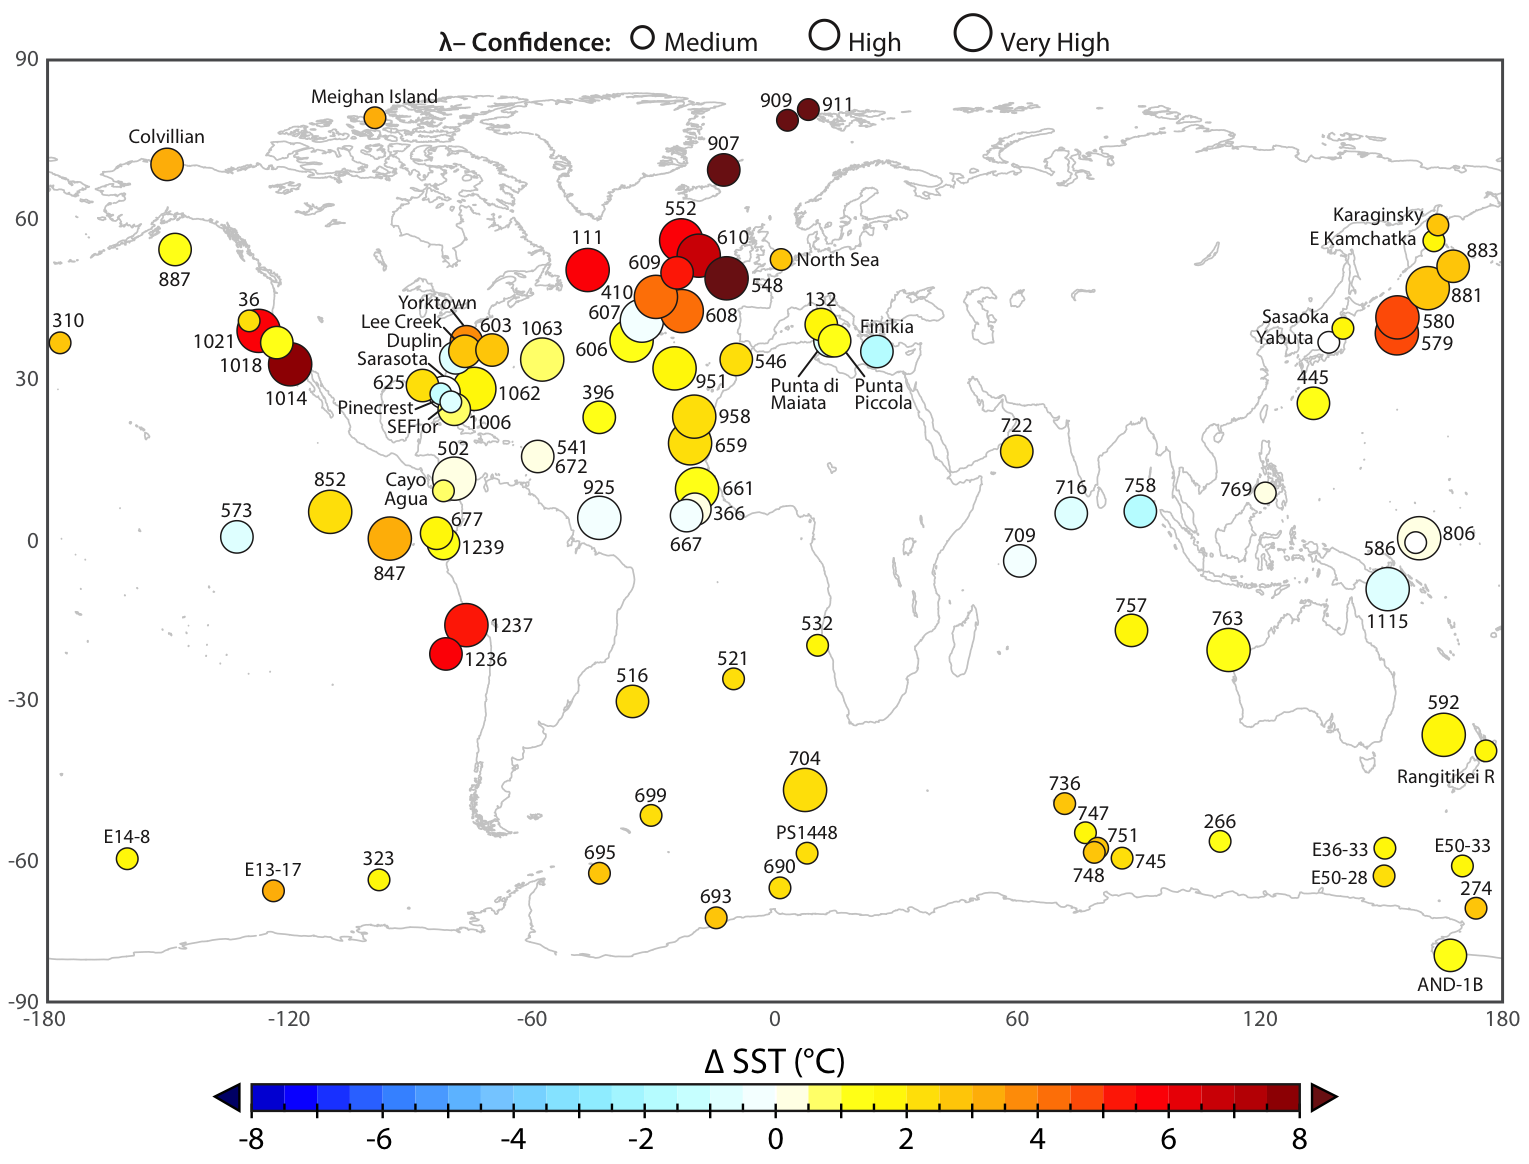 λ– Confidence: Medium High Very High
90
Meighan Island
909
911
Colvillian
907
60
552
Karaginsky
111
610
E Kamchatka
883
609
North Sea
887
410
548
881
36
Yorktown
607
132
310
Lee Creek
603
1063
608
Sasaoka
580
1021
Duplin
Finikia
Yabuta
579
1018
Sarasota
606
546
30
625
951
Punta di
Maiata
Punta
Piccola
445
1014
1062
396
Pinecrest
SEFlor
1006
958
722
502
541
672
659
852
Cayo
Agua
925
661
716
758
769
573
677
366
806
0
1239
667
709
586
847
757
763
1115
1237
532
1236
521
516
-30
592
704
Rangitikei R
699
736
747
E14-8
PS1448
751
266
E36-33
E50-33
-60
E13-17
323
695
690
748
745
E50-28
274
693
AND-1B
-90
-180 -120 -60 0 60 120 180
Δ SST (°C)
-8 -6 -4 -2 0 2 4 6 8